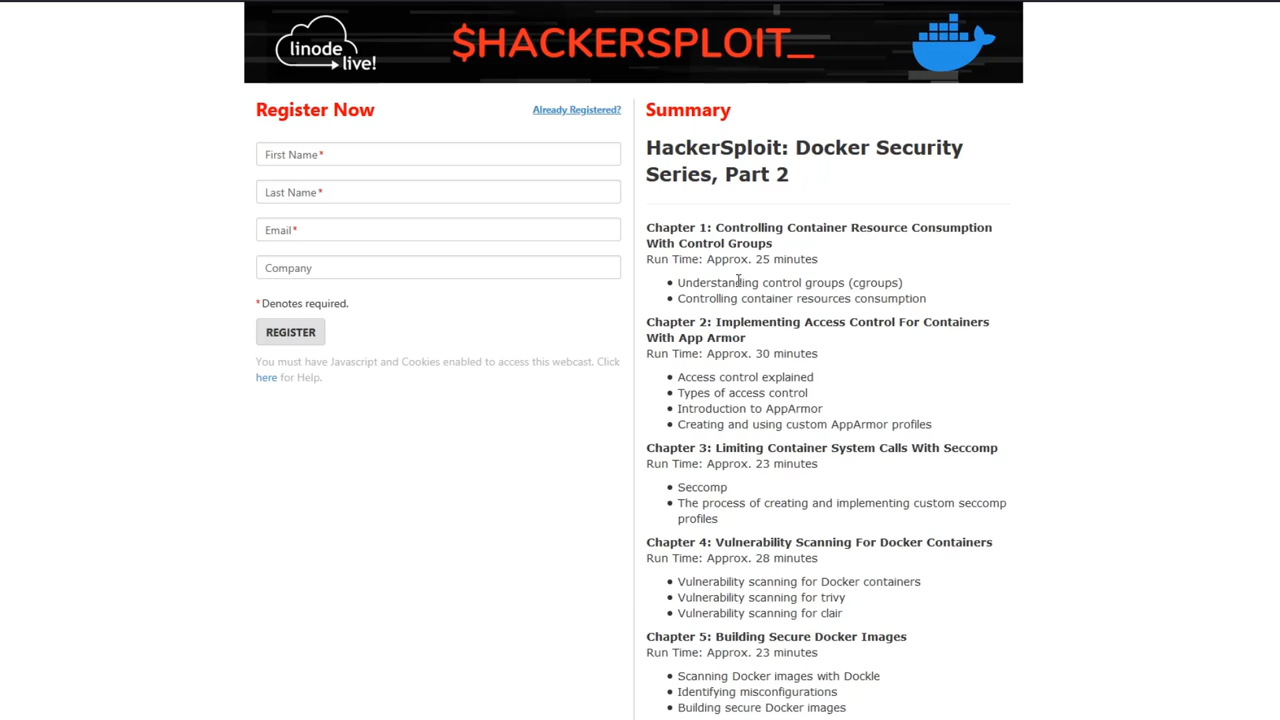 linode
live!
$HACKERSPLOIT_
Register Now
Already Registered?
First Name*
Last Name*
Email*
Company
* Denotes required.
REGISTER
You must have Javascript and Cookies enabled to access this webcast. Click
here for Help.
Summary
HackerSploit: Docker Security
Series, Part 2
Chapter 1: Controlling Container Resource Consumption
With Control Groups
Run Time: Approx. 25 minutes
• Understanding control groups (cgroups)
• Controlling container resources consumption
Chapter 2: Implementing Access Control For Containers
With App Armor
Run Time: Approx. 30 minutes
• Access control explained
• Types of access control
• Introduction to AppArmor
• Creating and using custom AppArmor profiles
Chapter 3: Limiting Container System Calls With Seccomp
Run Time: Approx. 23 minutes
• Seccomp
• The process of creating and implementing custom seccomp
profiles
Chapter 4: Vulnerability Scanning For Docker Containers
Run Time: Approx. 28 minutes
• Vulnerability scanning for Docker containers
• Vulnerability scanning for trivy
• Vulnerability scanning for clair
Chapter 5: Building Secure Docker Images
Run Time: Approx. 23 minutes
• Scanning Docker images with Dockle
• Identifying misconfigurations
• Building secure Docker images